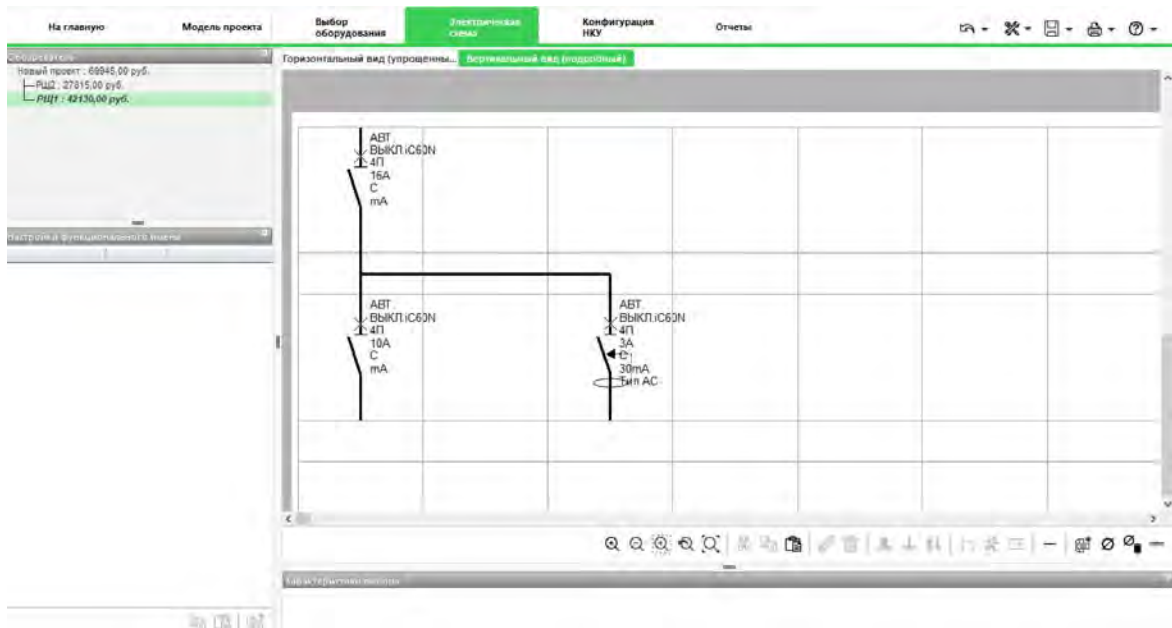 На главную
Модель проекта
Выбор оборудования
Электрическая схема
Конфигурация НКУ
Отчеты
Обозреватель
Новый проект : 69945,00 руб.
РЩ2 : 27815,00 руб.
РЩ1 : 42130,00 руб.
Горизонтальный вид (упрощенны...
Вертикальный вид (подробный)
АВТ.
ВЫКЛ.iC60N
4П
16A
C
mA
АВТ.
ВЫКЛ.iC60N
4П
10A
C
mA
АВТ.
ВЫКЛ.iC60N
4П
3A
C
30mA
Тип AC